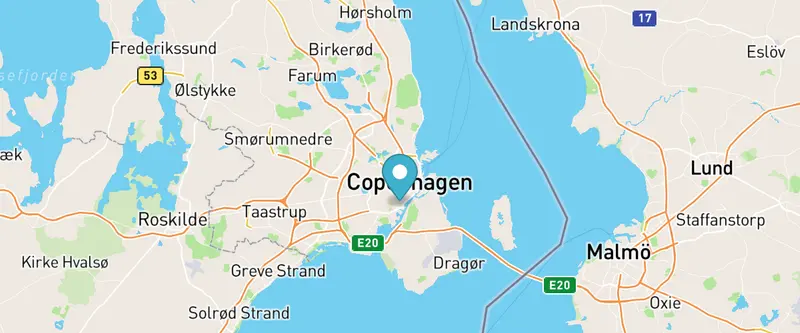 Hørsholm
Landskrona
17
Frederikssund
Birkerød
Eslöv
sefjorden
53
Farum
Ølstykke
Smørumnedre
æk
Lund
Copenhagen
Roskilde
Taastrup
Staffanstorp
E20
Malmö
Kirke Hvalsø
Greve Strand
Dragør
E20
Oxie
Solrød Strand